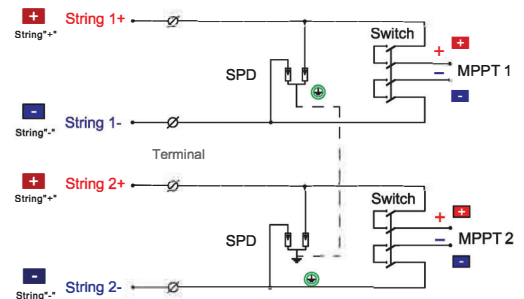 + String 1+
String"+"
Switch
+ +
SPD
MPPT 1
− -
- String 1-
String"-"
Terminal
+ String 2+
String"+"
Switch
+ +
SPD
MPPT 2
− -
- String 2-
String"-"